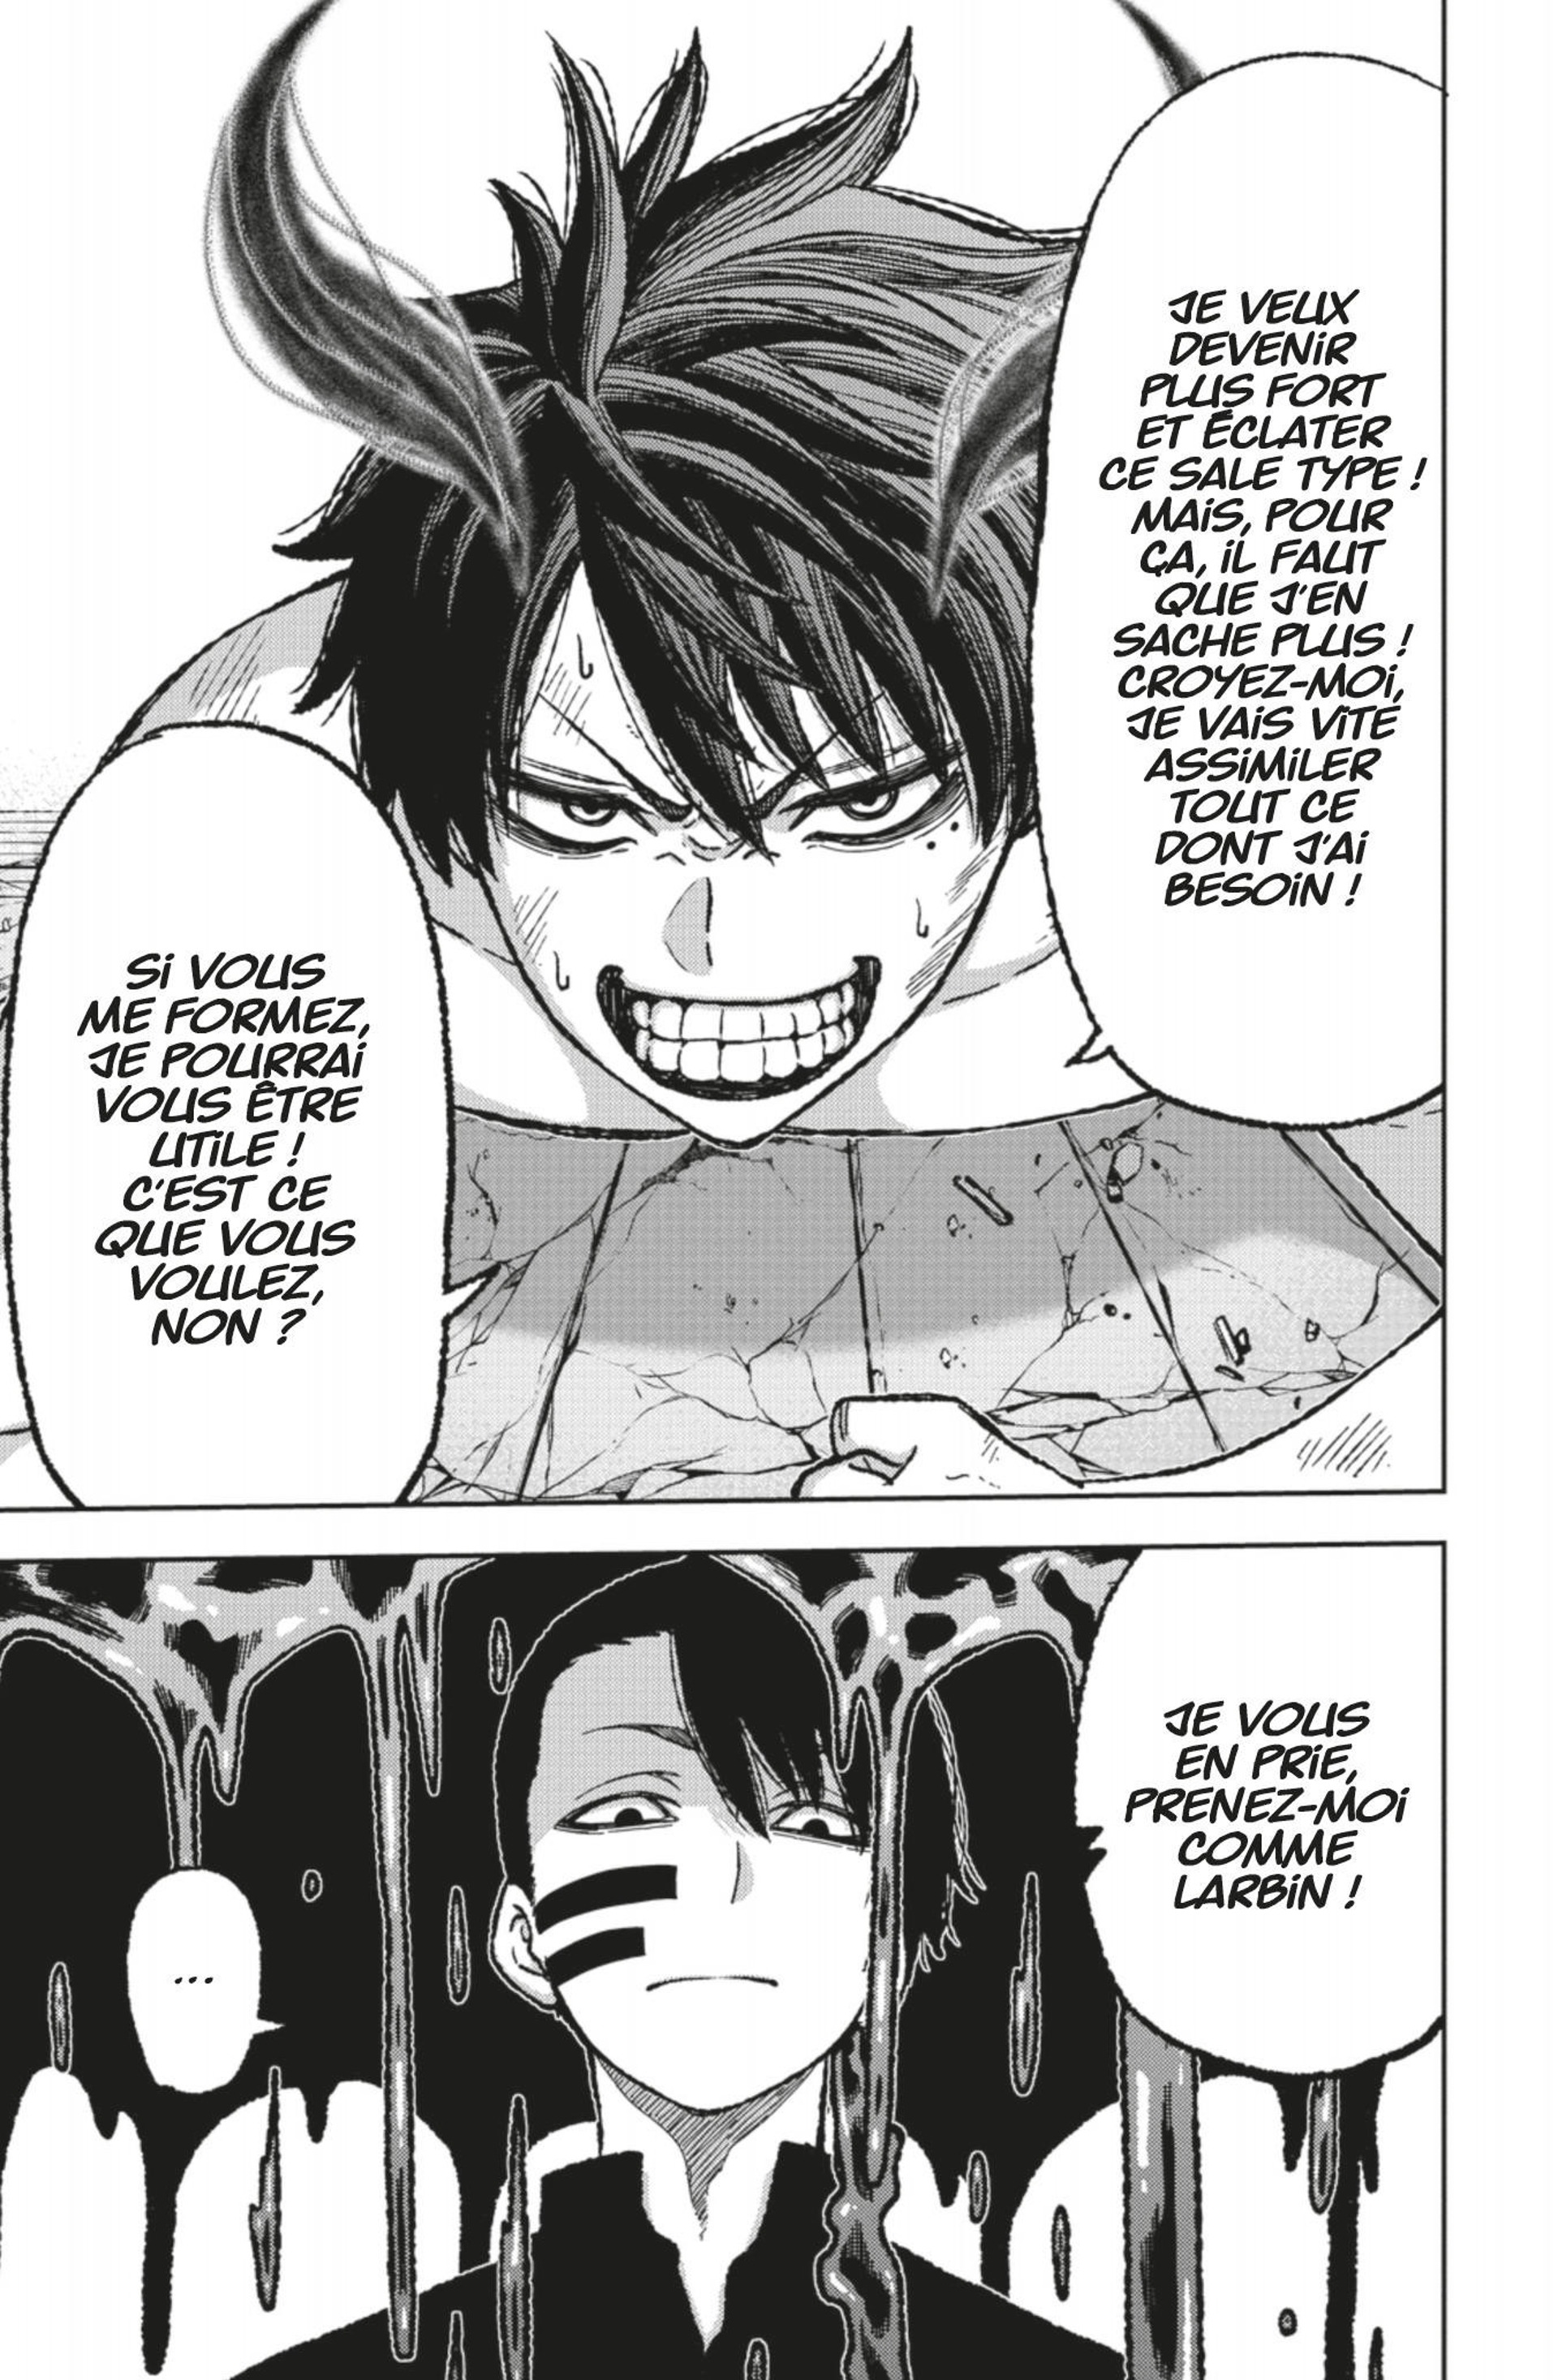 JE VEUX
DEVENIR
PLUS FORT
ET ÉCLATER
CE SALE TYPE !
MAIS, POUR
ÇA, IL FAUT
QUE J'EN
SACHE PLUS !
CROYEZ-MOI,
JE VAIS VITE
ASSIMILER
TOUT CE
DONT J'AI
BESOIN !
SI VOUS
ME FORMEZ,
JE POURRAI
VOUS ÊTRE
UTILE !
C'EST CE
QUE VOUS
VOULEZ,
NON ?
JE VOUS
EN PRIE,
PRENEZ-MOI
COMME
LARBIN !
...